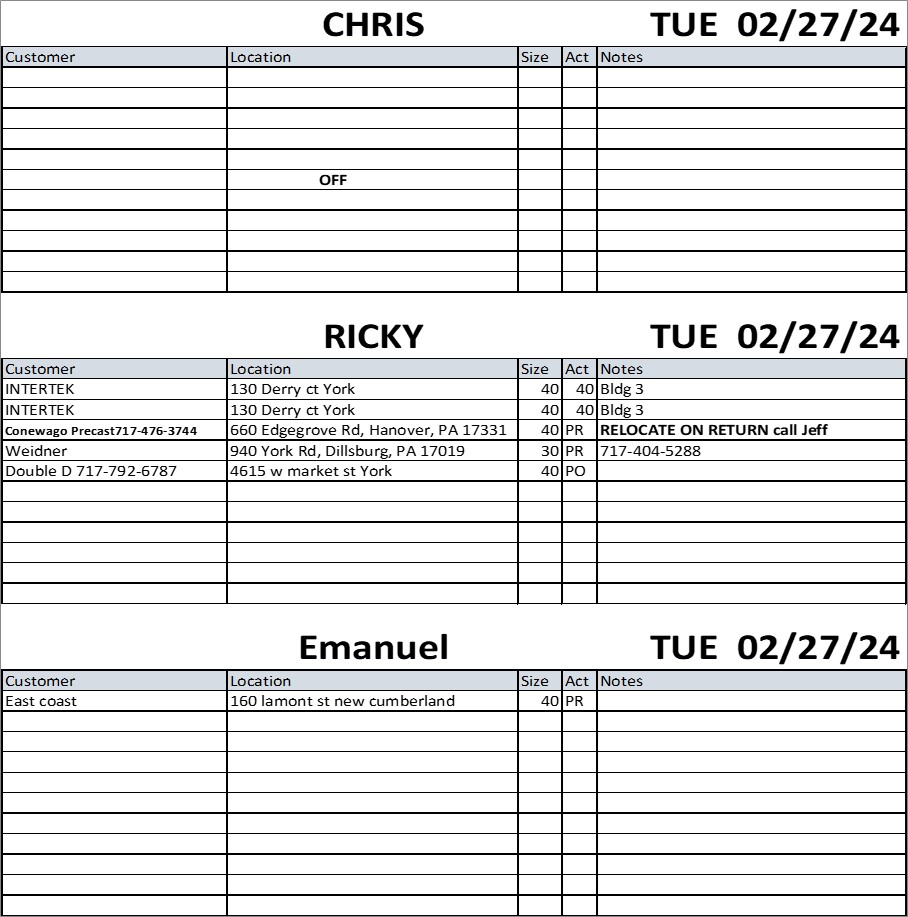 CHRIS TUE 02/27/24
Customer Location Size Act Notes
OFF
RICKY TUE 02/27/24
Customer Location Size Act Notes
INTERTEK 130 Derry ct York 40 40 Bldg 3
INTERTEK 130 Derry ct York 40 40 Bldg 3
Conewago Precast717-476-3744 660 Edgegrove Rd, Hanover, PA 17331 40 PR RELOCATE ON RETURN call Jeff
Weidner 940 York Rd, Dillsburg, PA 17019 30 PR 717-404-5288
Double D 717-792-6787 4615 w market st York 40 PO
Emanuel TUE 02/27/24
Customer Location Size Act Notes
East coast 160 lamont st new cumberland 40 PR